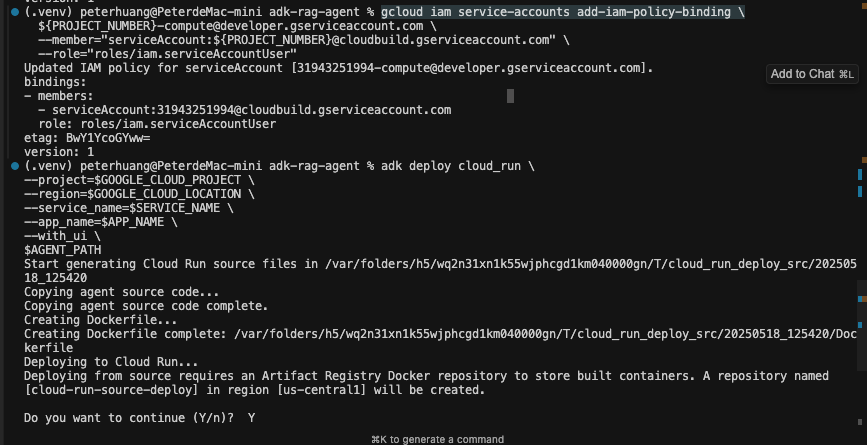 version: 1
(.venv) peterhuang@PeterdeMac-mini adk-rag-agent % gcloud iam service-accounts add-iam-policy-binding \
  ${PROJECT_NUMBER}-compute@developer.gserviceaccount.com \
  --member="serviceAccount:${PROJECT_NUMBER}@cloudbuild.gserviceaccount.com" \
  --role="roles/iam.serviceAccountUser"
Updated IAM policy for serviceAccount [31943251994-compute@developer.gserviceaccount.com].
Add to Chat ⌘L
bindings:
- members:
  - serviceAccount:31943251994@cloudbuild.gserviceaccount.com
  role: roles/iam.serviceAccountUser
etag: BwY1YcoGYww=
version: 1
(.venv) peterhuang@PeterdeMac-mini adk-rag-agent % adk deploy cloud_run \
--project=$GOOGLE_CLOUD_PROJECT \
--region=$GOOGLE_CLOUD_LOCATION \
--service_name=$SERVICE_NAME \
--app_name=$APP_NAME \
--with_ui \
$AGENT_PATH
Start generating Cloud Run source files in /var/folders/h5/wq2n31xn1k55wjphcgd1km040000gn/T/cloud_run_deploy_src/202505
18_125420
Copying agent source code...
Copying agent source code complete.
Creating Dockerfile...
Creating Dockerfile complete: /var/folders/h5/wq2n31xn1k55wjphcgd1km040000gn/T/cloud_run_deploy_src/20250518_125420/Doc
kerfile
Deploying to Cloud Run...
Deploying from source requires an Artifact Registry Docker repository to store built containers. A repository named
[cloud-run-source-deploy] in region [us-central1] will be created.
Do you want to continue (Y/n)?  Y
⌘K to generate a command